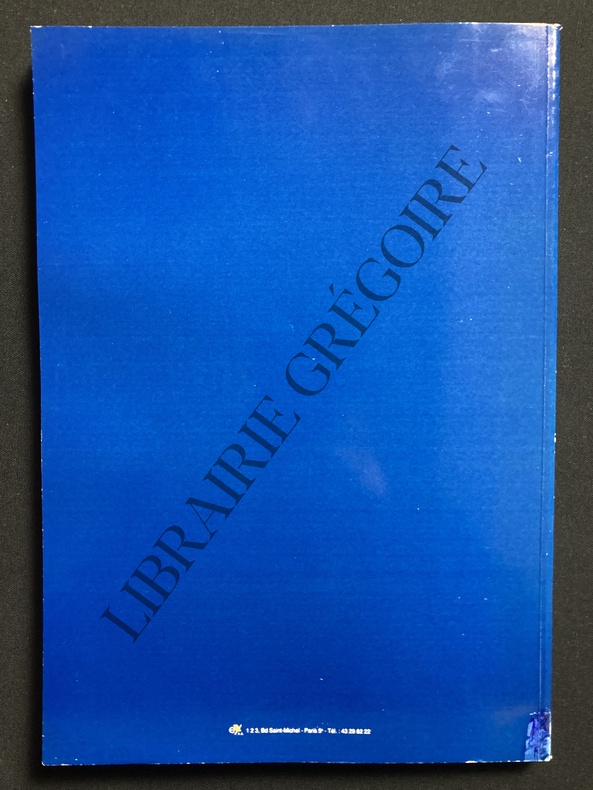 LIBRAIRIE GRÉGOIRE
1 2 3, Bd Saint-Michel - Paris 5e - Tél. : 43 29 62 22